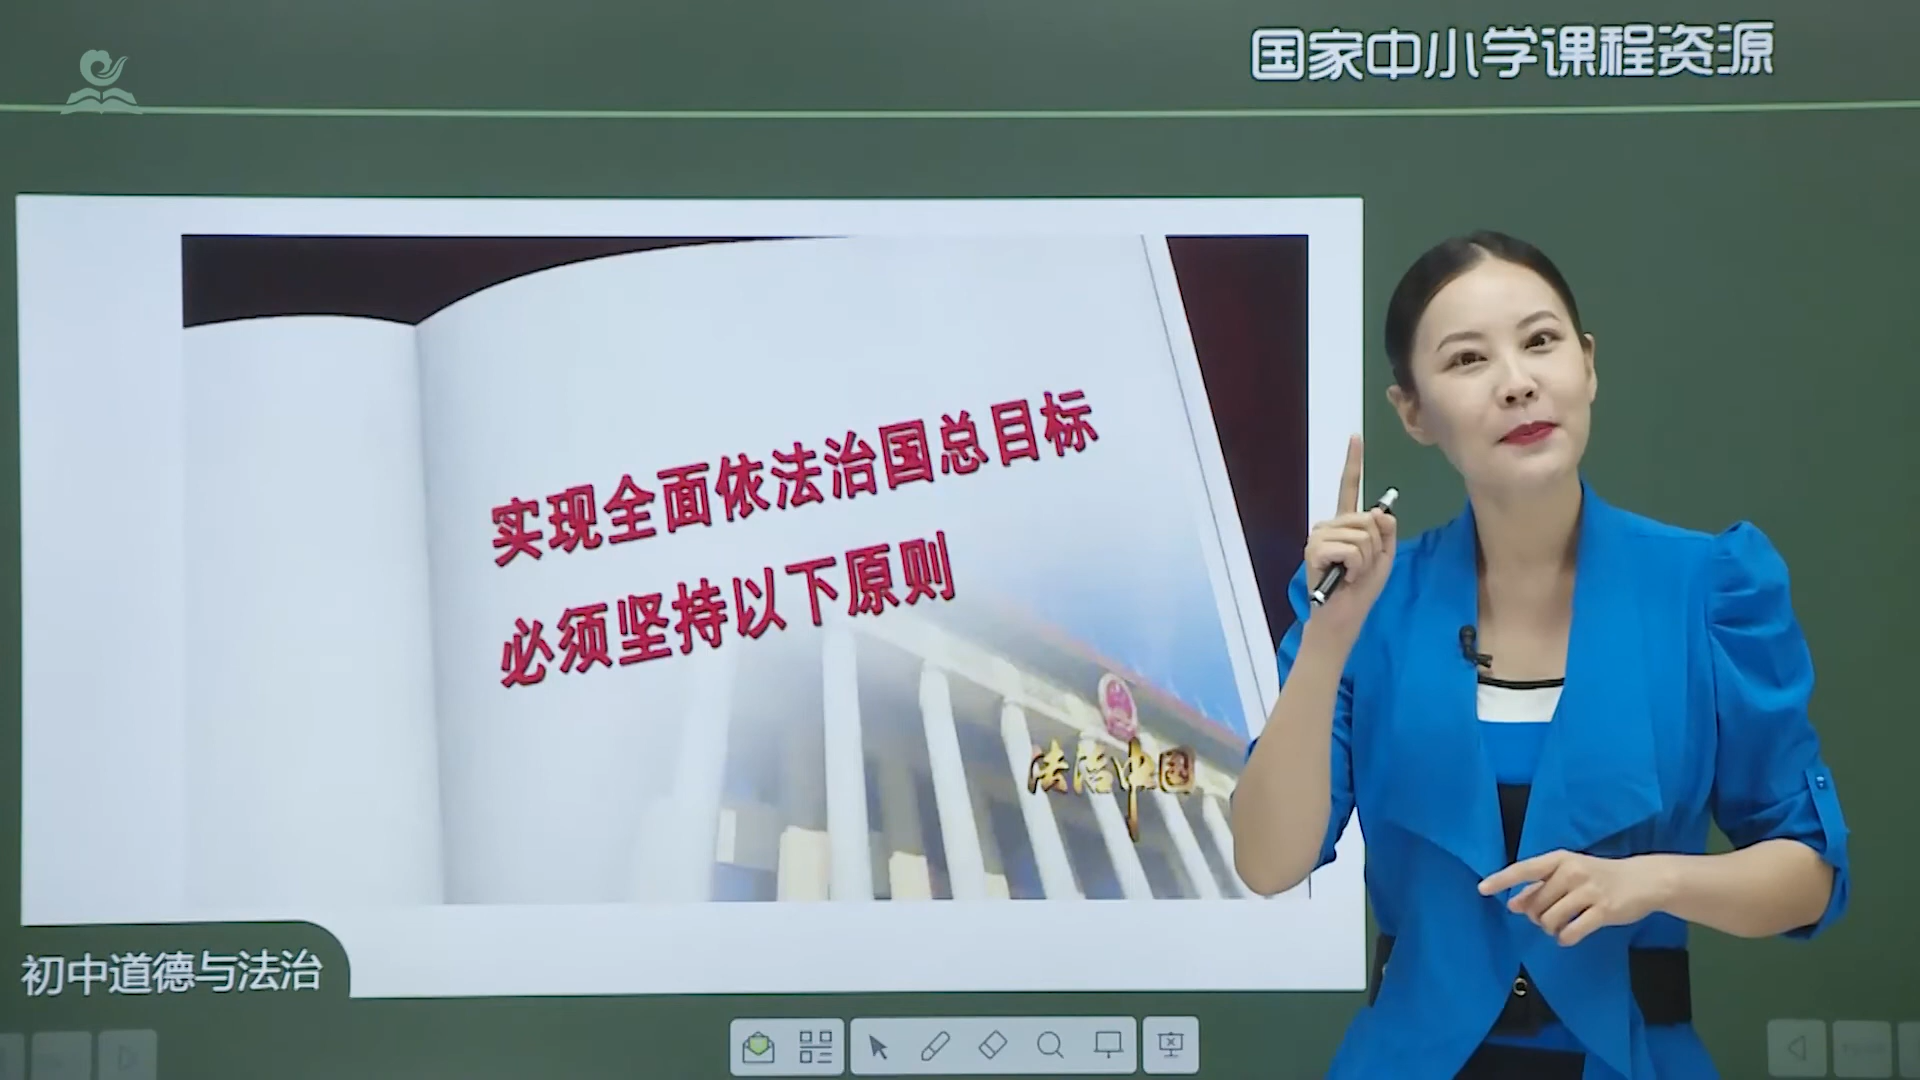 国家中小学课程资源
实现全面依法治国总目标
必须坚持以下原则
法治中国
初中道德与法治